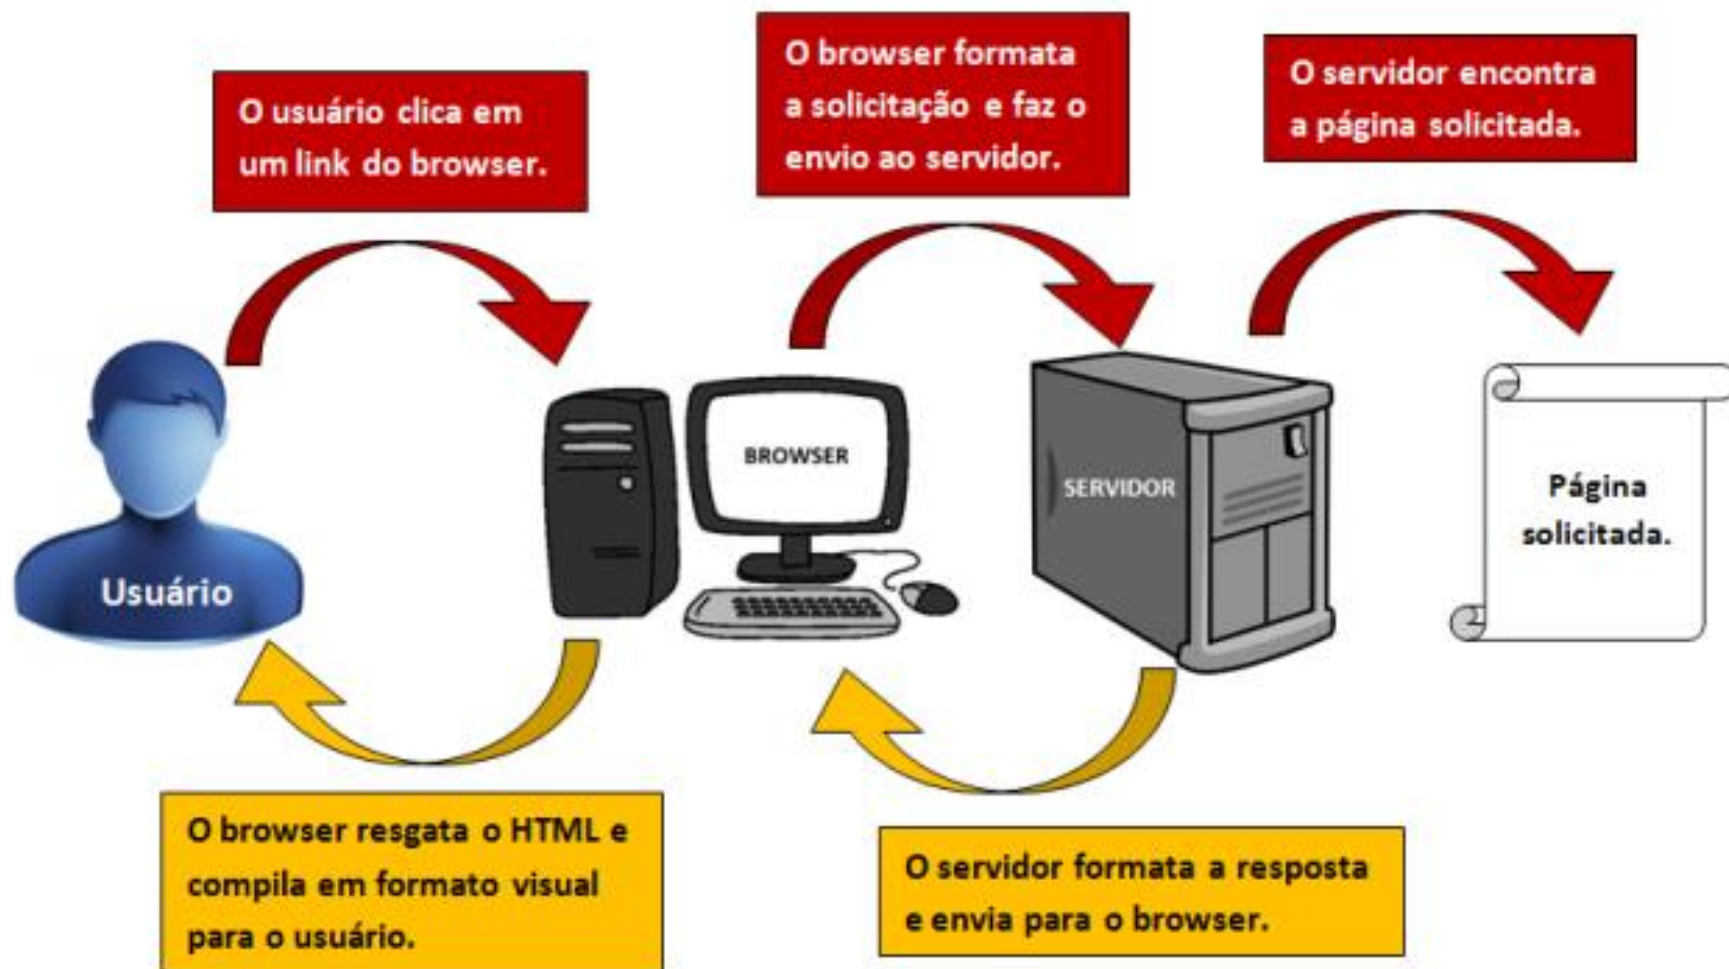 O usuário clica em
um link do browser.
O browser formata
a solicitação e faz o
envio ao servidor.
O servidor encontra
a página solicitada.
Usuário
BROWSER
SERVIDOR
Página
solicitada.
O browser resgata o HTML e
compila em formato visual
para o usuário.
O servidor formata a resposta
e envia para o browser.